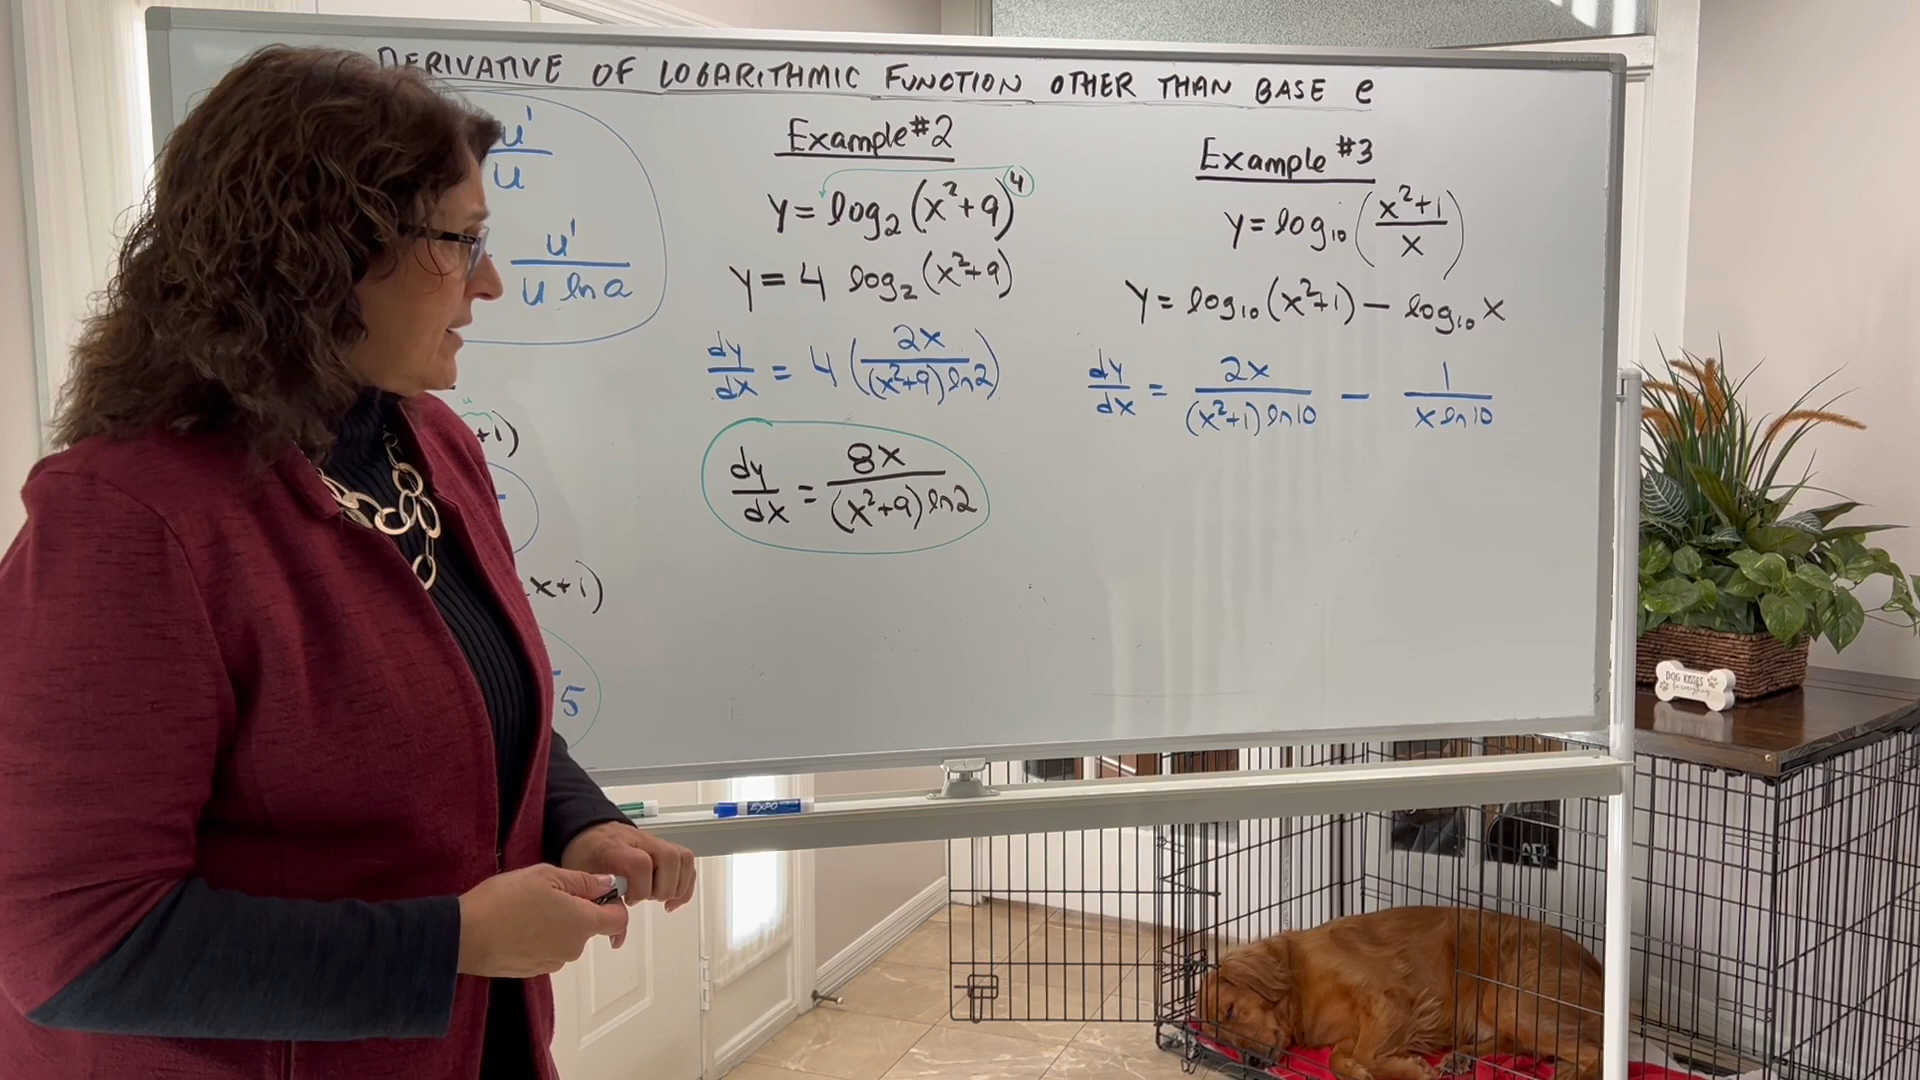 DERIVATIVE OF LOGARITHMIC FUNCTION OTHER THAN BASE e
u'
u
u'
u ln a
+1)
x+1)
5
Example #2
y = log₂ (x²+9)⁴
y = 4 log₂ (x²+9)
dy/dx = 4 (2x/((x²+9) ln2))
dy/dx = 8x/((x²+9) ln2)
Example #3
y = log₁₀ ((x²+1)/x)
y = log₁₀ (x²+1) − log₁₀ x
dy/dx = 2x/((x²+1) ln10) − 1/(x ln10)
EXPO
DOG KISSES